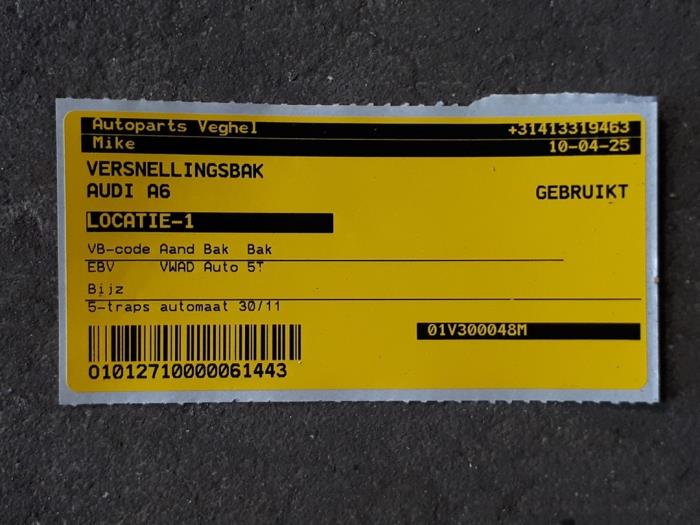 Autoparts Veghel +31413319463
Mike 10-04-25
VERSNELLINGSBAK
AUDI A6 GEBRUIKT
LOCATIE-1
VB-code Aand Bak Bak
EBV VWAD Auto 5T
Bijz
5-traps automaat 30/11
01V300048M
01012710000061443